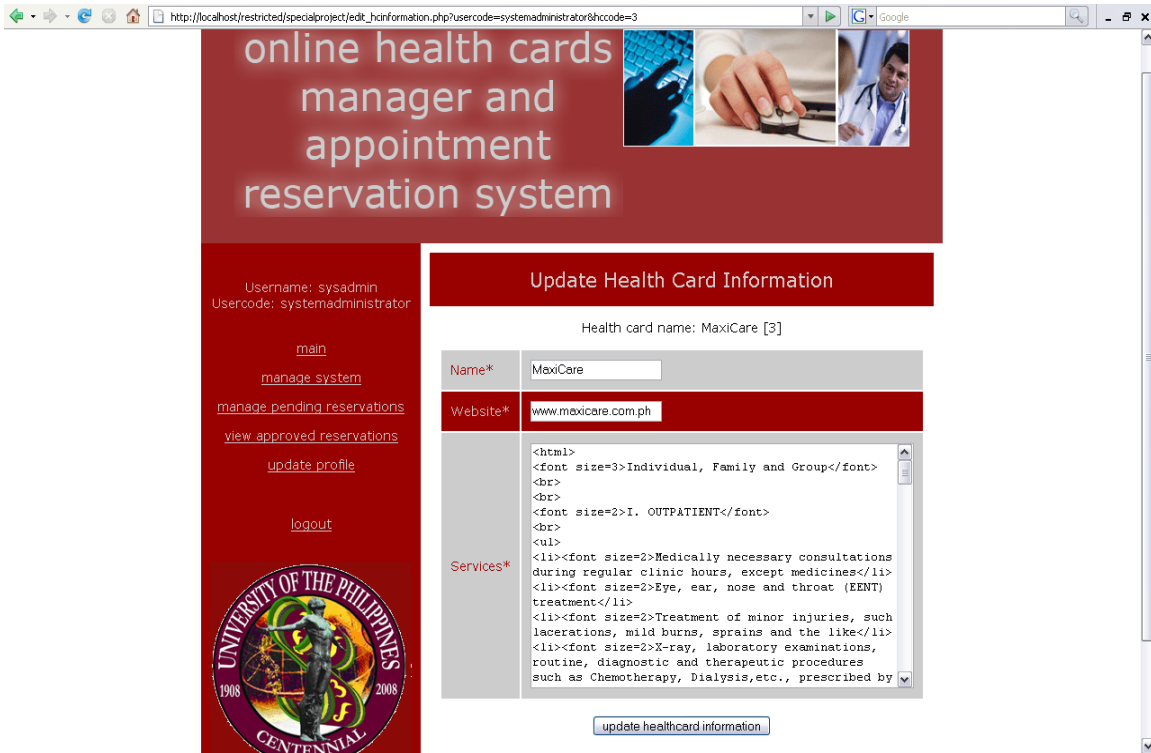 http://localhost/restricted/specialproject/edit_hcinformation.php?usercode=systemadministrator&hccode=3
G
Google
online health cards
manager and
appointment
reservation system
Username: sysadmin
Usercode: systemadministrator
main
manage system
manage pending reservations
view approved reservations
update profile
logout
UNIVERSITY OF THE PHILIPPINES
1908
2008
CENTENNIAL
Update Health Card Information
Health card name: MaxiCare [3]
Name*
MaxiCare
Website*
www.maxicare.com.ph
Services*
<html>
<font size=3>Individual, Family and Group</font>
<br>
<br>
<font size=2>I. OUTPATIENT</font>
<br>
<ul>
<li><font size=2>Medically necessary consultations
during regular clinic hours, except medicines</li>
<li><font size=2>Eye, ear, nose and throat (EENT)
treatment</li>
<li><font size=2>Treatment of minor injuries, such
lacerations, mild burns, sprains and the like</li>
<li><font size=2>X-ray, laboratory examinations,
routine, diagnostic and therapeutic procedures
such as Chemotherapy, Dialysis,etc., prescribed by
update healthcard information